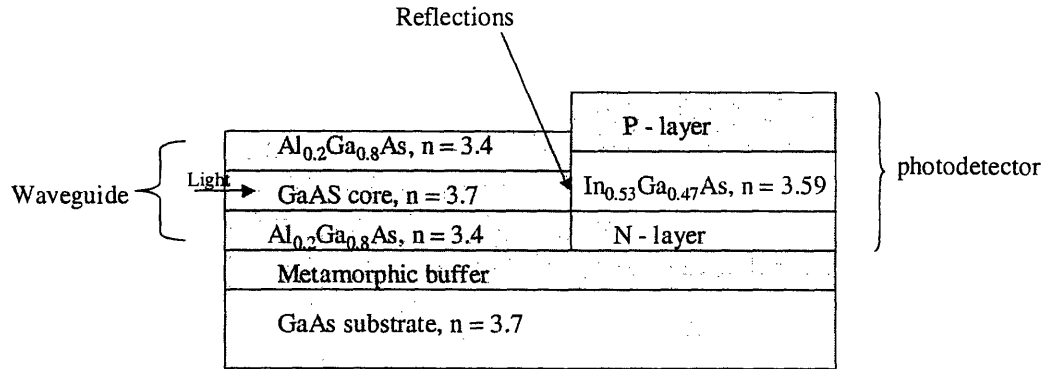 Reflections
P - layer
Al₀.₂Ga₀.₈As, n = 3.4
photodetector
Light
In₀.₅₃Ga₀.₄₇As, n = 3.59
Waveguide
GaAS core, n = 3.7
Al₀.₂Ga₀.₈As, n = 3.4
N - layer
Metamorphic buffer
GaAs substrate, n = 3.7